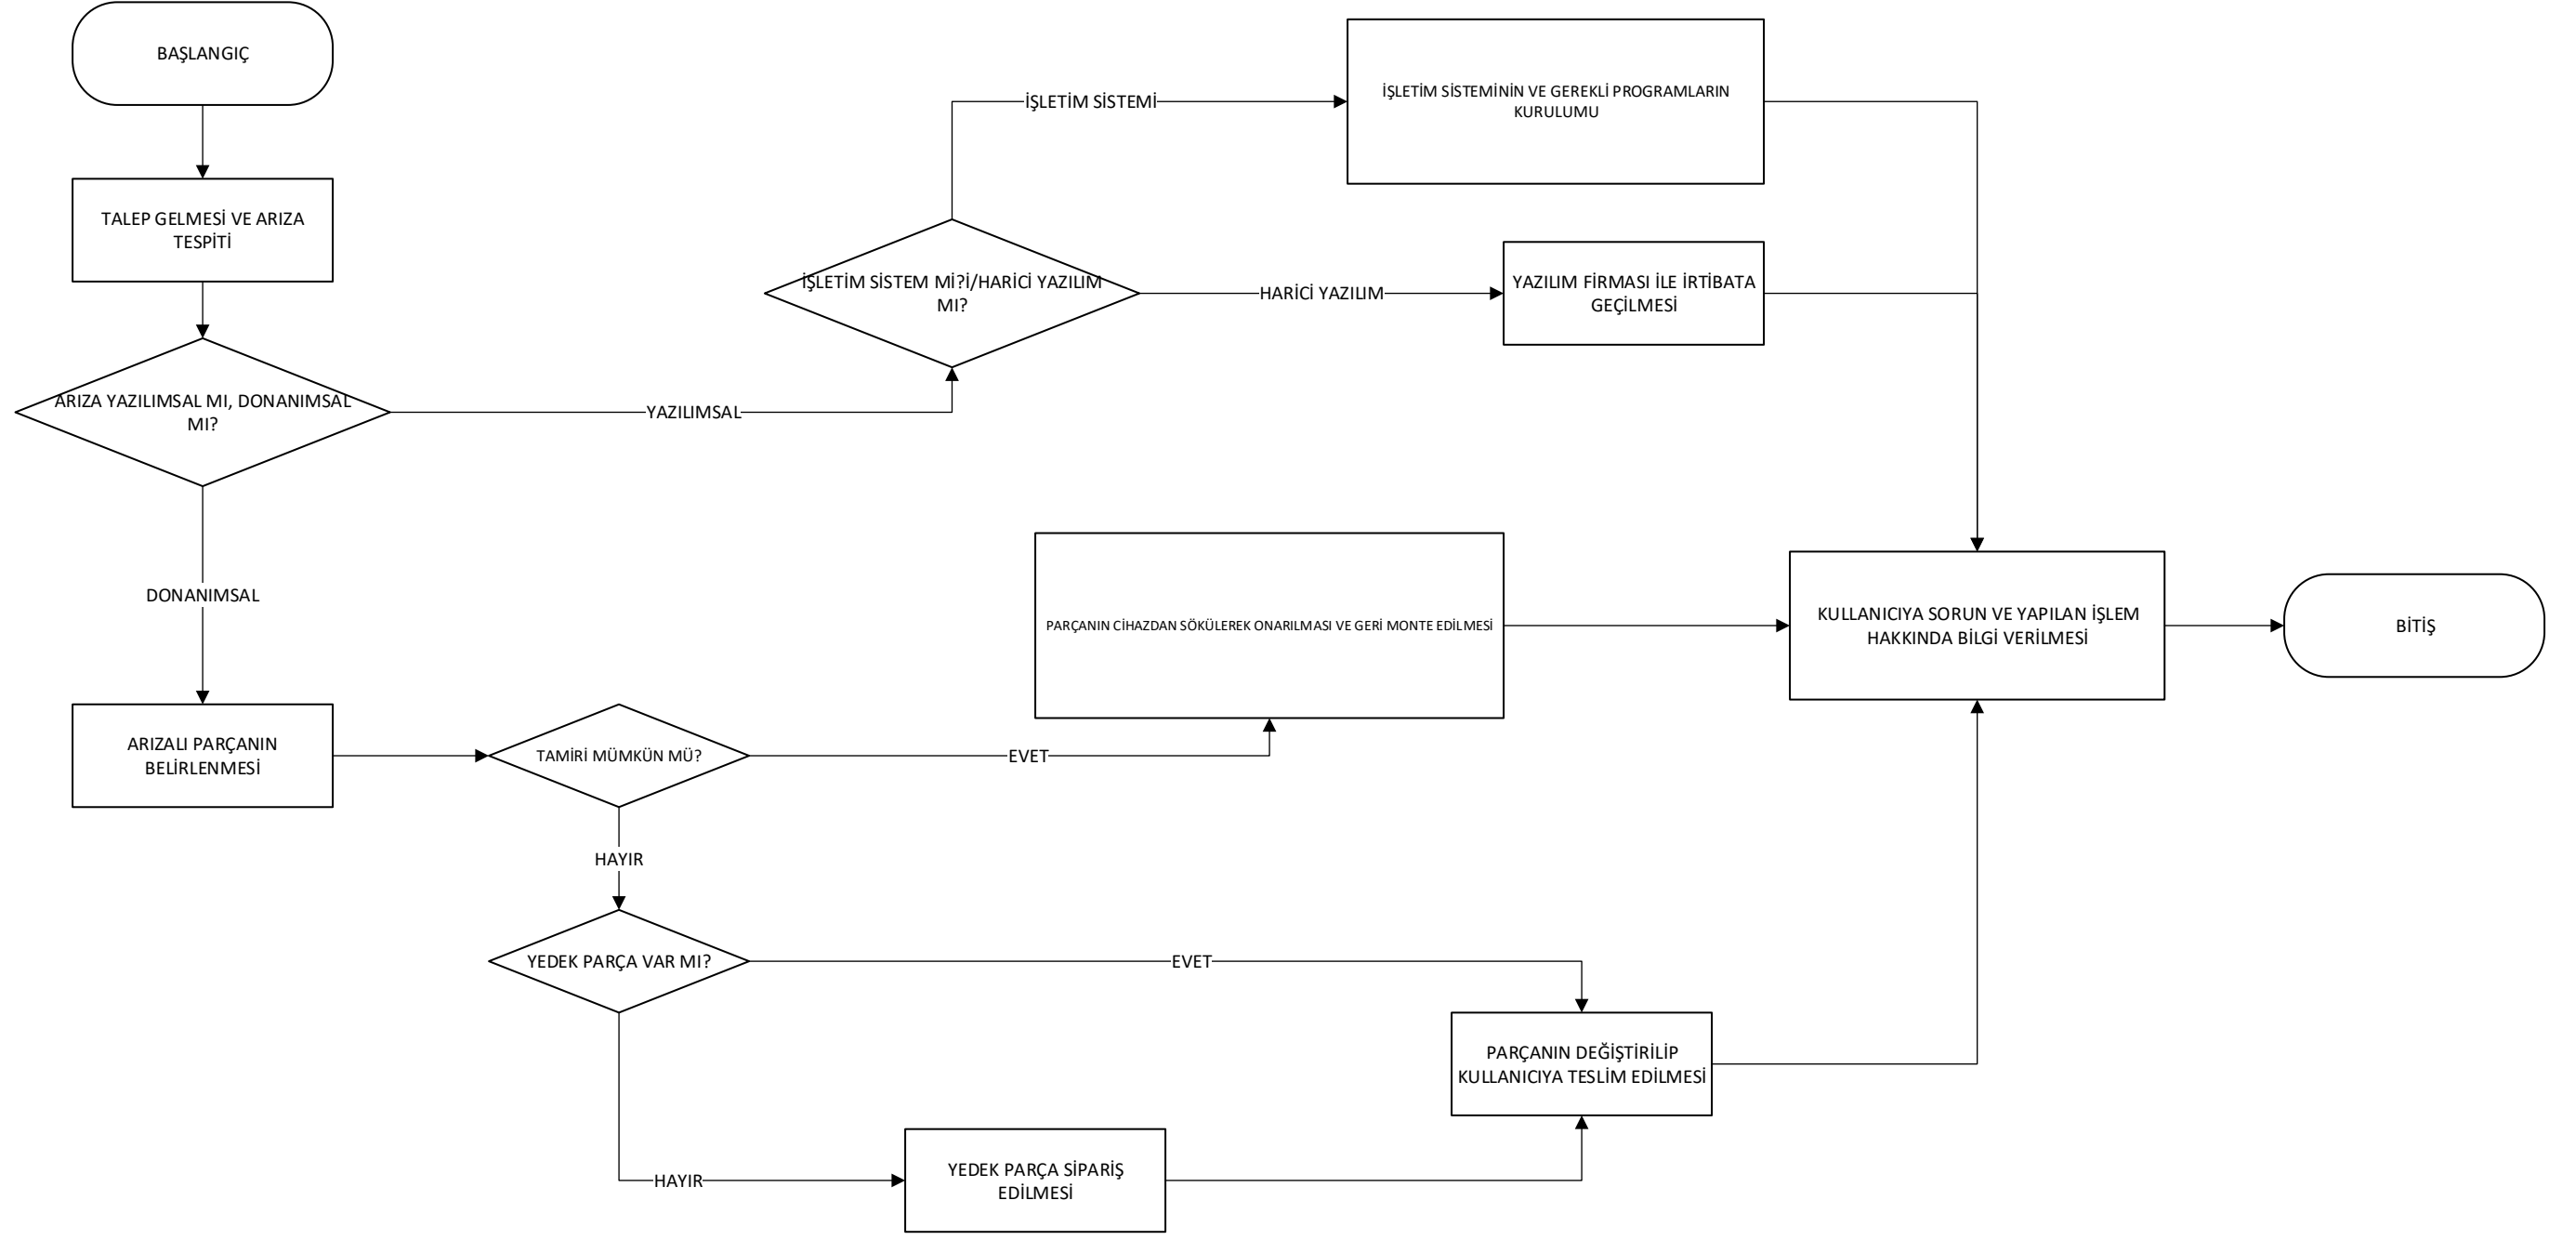 BAŞLANGIÇ
TALEP GELMESİ VE ARIZA
TESPİTİ
ARIZA YAZILIMSAL MI, DONANIMSAL
MI?
YAZILIMSAL
İŞLETİM SİSTEM Mİ?İ/HARİCİ YAZILIM
MI?
İŞLETİM SİSTEMİ
İŞLETİM SİSTEMİNİN VE GEREKLİ PROGRAMLARIN
KURULUMU
HARİCİ YAZILIM
YAZILIM FİRMASI İLE İRTİBATA
GEÇİLMESİ
DONANIMSAL
ARIZALI PARÇANIN
BELİRLENMESİ
TAMİRİ MÜMKÜN MÜ?
EVET
PARÇANIN CİHAZDAN SÖKÜLEREK ONARILMASI VE GERİ MONTE EDİLMESİ
HAYIR
YEDEK PARÇA VAR MI?
EVET
PARÇANIN DEĞİŞTİRİLİP
KULLANICIYA TESLİM EDİLMESİ
HAYIR
YEDEK PARÇA SİPARİŞ
EDİLMESİ
KULLANICIYA SORUN VE YAPILAN İŞLEM
HAKKINDA BİLGİ VERİLMESİ
BİTİŞ